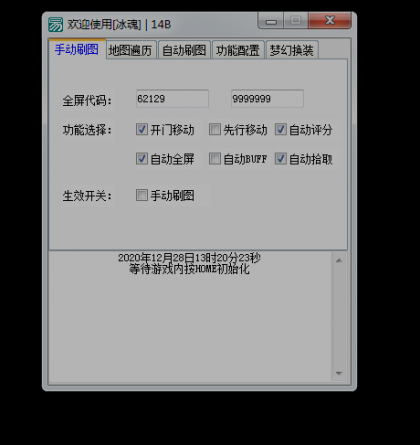 易 欢迎使用[冰魂] | 14B
手动刷图 地图遍历 自动刷图 功能配置 梦幻换装
全屏代码: 62129 9999999
功能选择: 开门移动 先行移动 自动评分
自动全屏 自动BUFF 自动拾取
生效开关: 手动刷图
2020年12月28日13时20分23秒
等待游戏内按HOME初始化